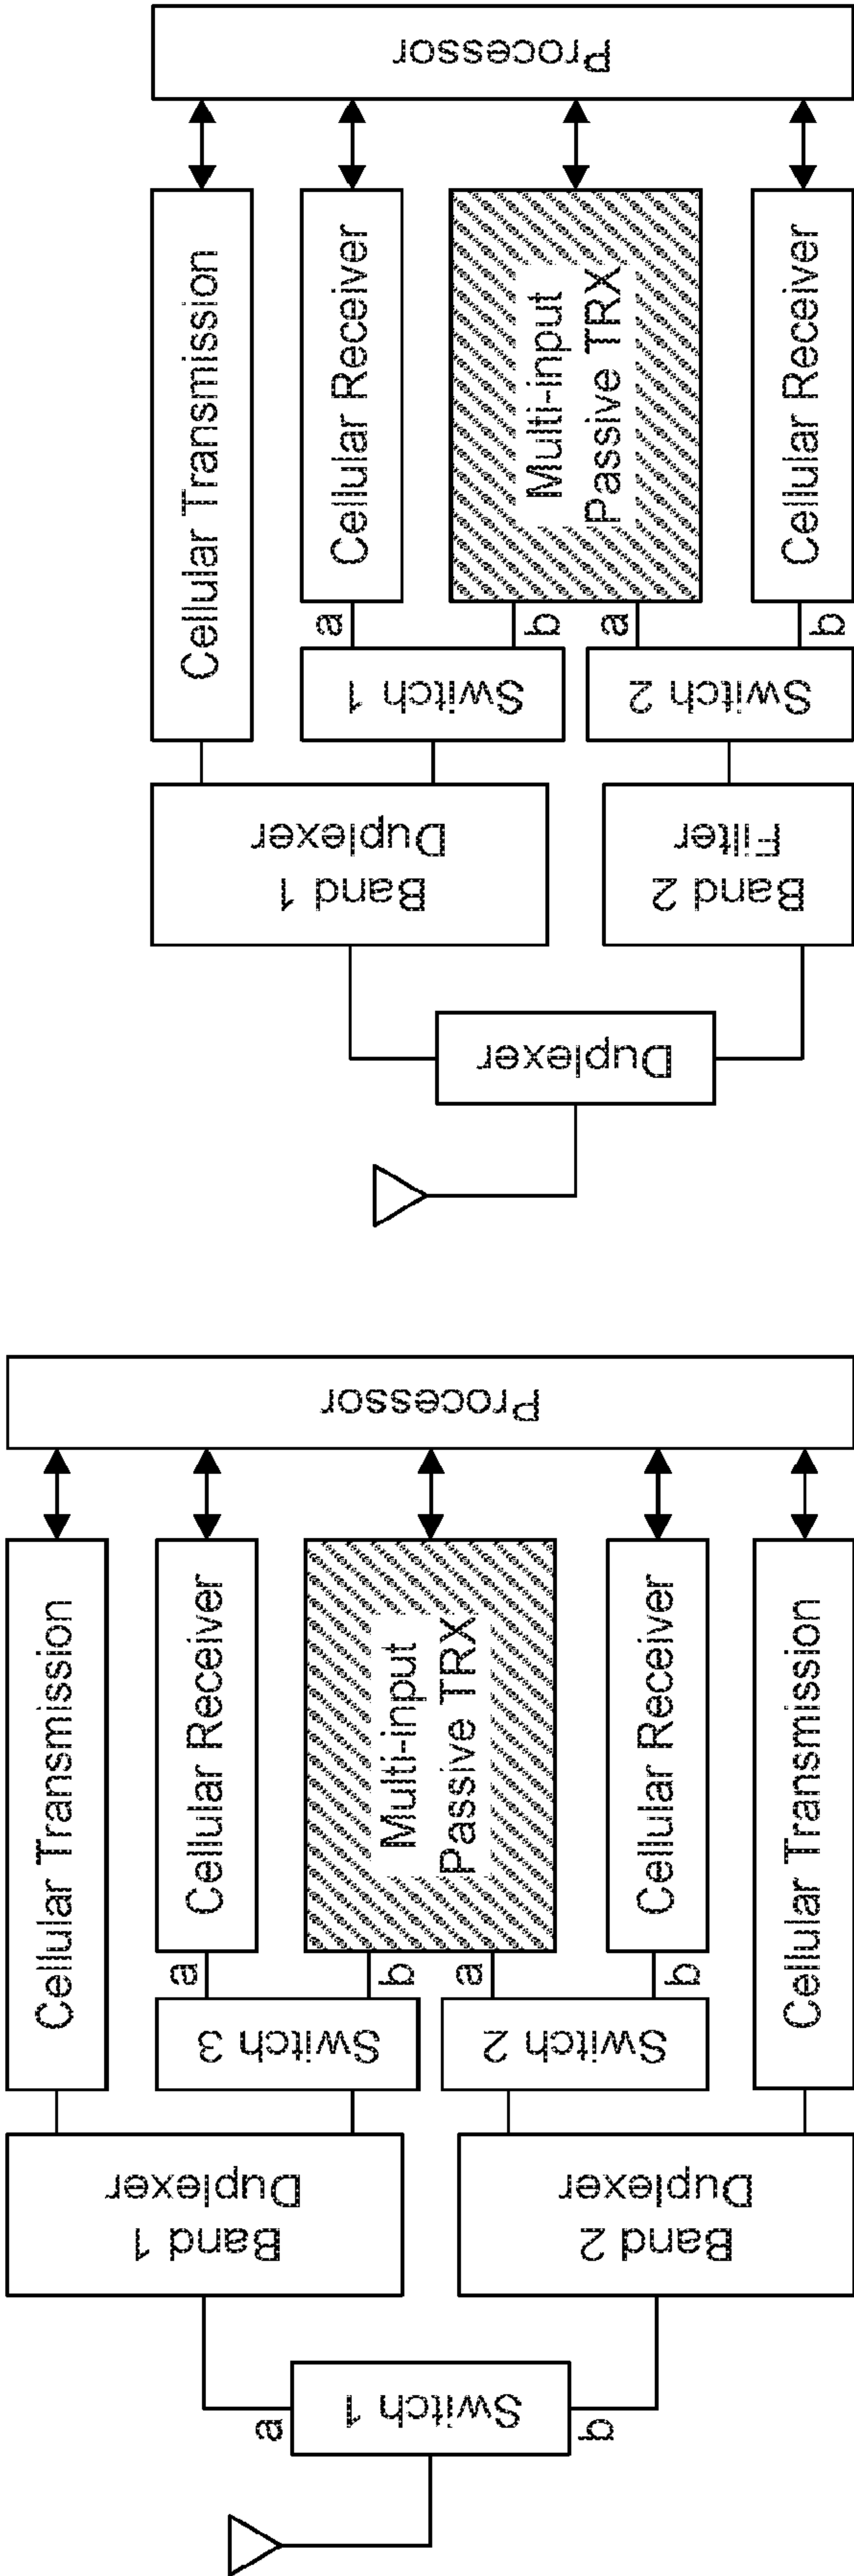 Processor
Cellular Transmission
Cellular Receiver
Multi-input
Passive TRX
Cellular Receiver
a
b
a
b
Switch 1
Switch 2
Band 1
Duplexer
Band 2
Filter
Duplexer
Processor
Cellular Transmission
Cellular Receiver
Multi-input
Passive TRX
Cellular Receiver
Cellular Transmission
a
b
a
b
Switch 3
Switch 2
Band 1
Duplexer
Band 2
Duplexer
a
Switch 1
b